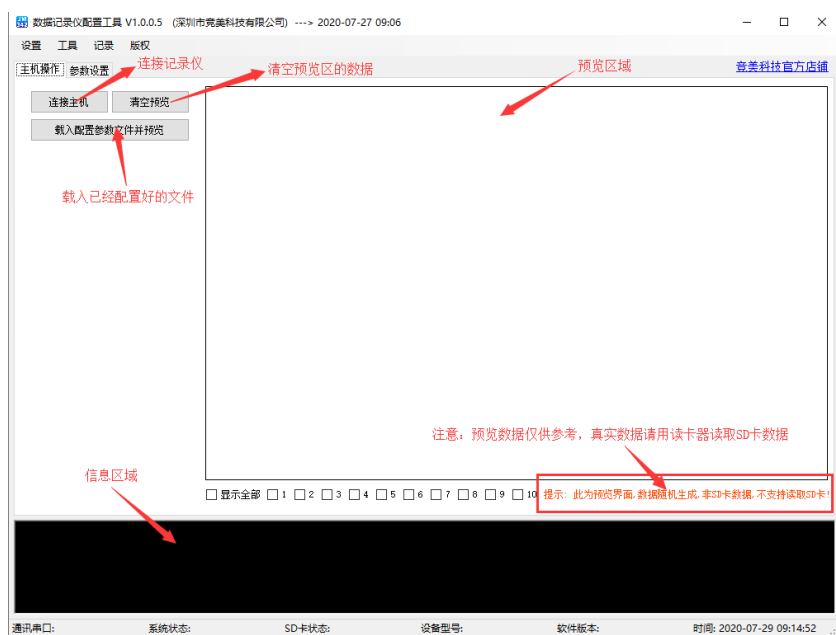 数据记录仪配置工具 V1.0.0.5 (深圳市竞美科技有限公司) ---> 2020-07-27 09:06
设置 工具 记录 版权
主机操作 参数设置
连接记录仪
清空预览区的数据
预览区域
竞美科技官方店铺
连接主机 清空预览
载入配置参数文件并预览
载入已经配置好的文件
注意：预览数据仅供参考，真实数据请用读卡器读取SD卡数据
信息区域
显示全部 1 2 3 4 5 6 7 8 9 10 提示：此为预览界面,数据随机生成,非SD卡数据,不支持读取SD卡!
通讯串口: 系统状态: SD卡状态: 设备型号: 软件版本: 时间: 2020-07-29 09:14:52